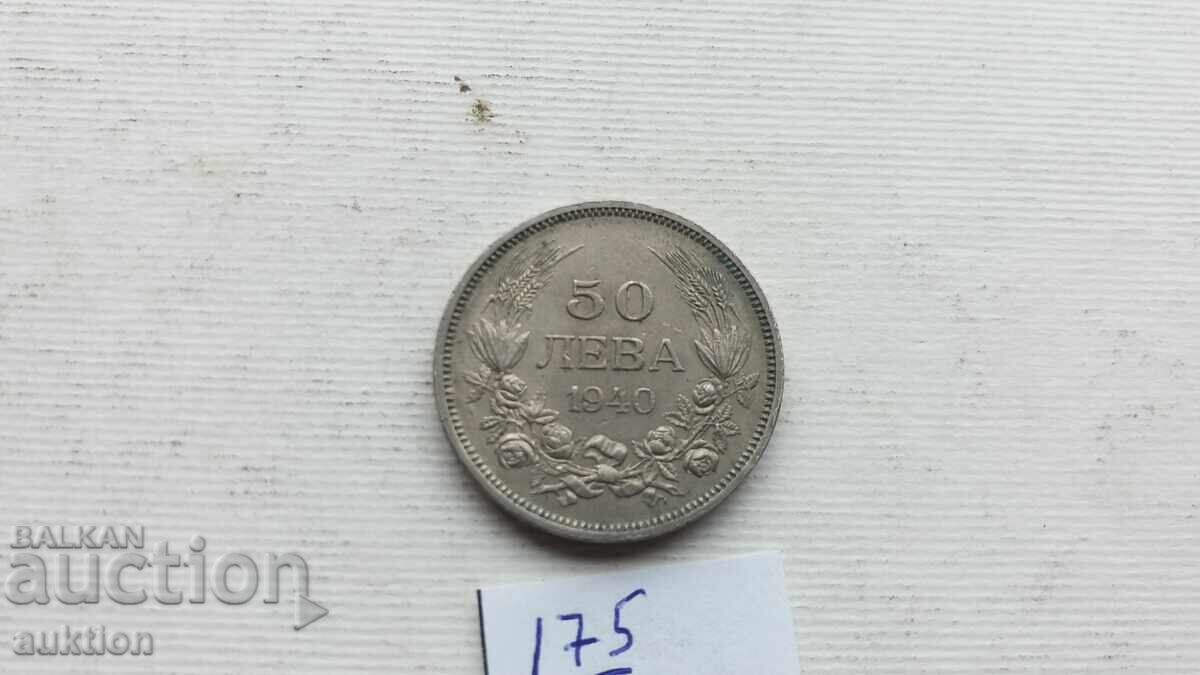 50
ЛЕВА
1940
BALKAN
auction
auktion
175